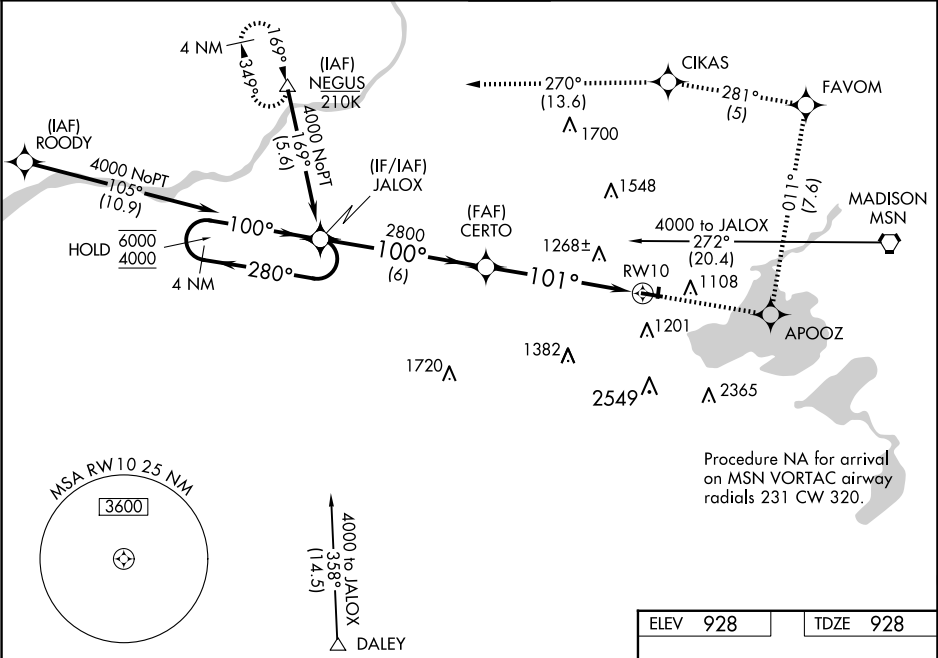 4 NM
169°
349°
(IAF)
NEGUS
210K
4000 NoPT
169°
(5.6)
(IAF)
ROODY
4000 NoPT
105°
(10.9)
(IF/IAF)
JALOX
HOLD
6000
4000
100°
280°
4 NM
2800
100°
(6)
(FAF)
CERTO
101°
RW10
270°
(13.6)
CIKAS
281°
(5)
FAVOM
011°
(7.6)
1700
1548
MADISON
MSN
4000 to JALOX
272°
(20.4)
1268±
1108
APOOZ
1201
1382
1720
2549
2365
Procedure NA for arrival
on MSN VORTAC airway
radials 231 CW 320.
MSA RW10 25 NM
3600
4000 to JALOX
358°
(14.5)
DALEY
ELEV 928
TDZE 928